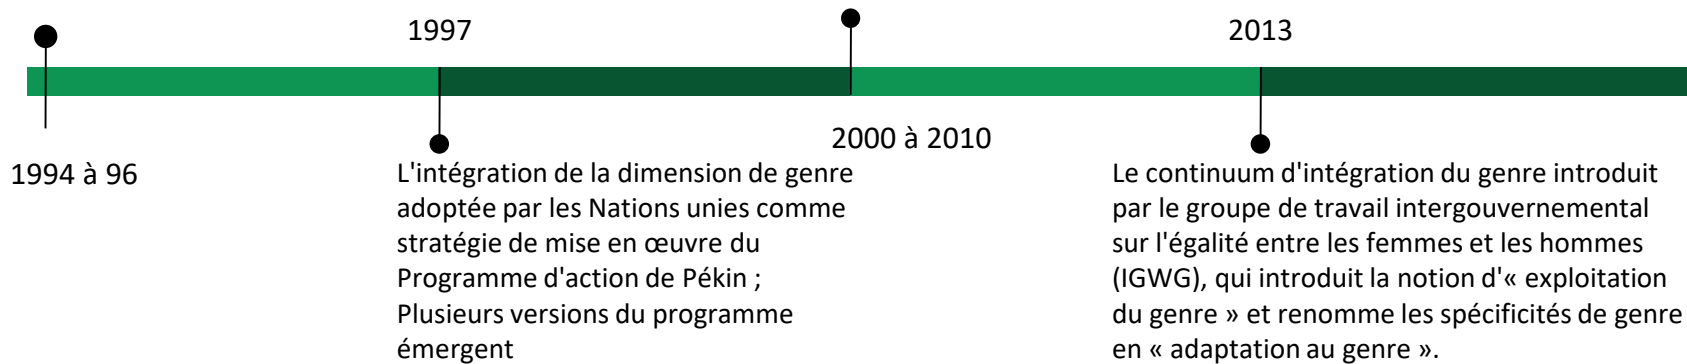 1997
2013
2000 à 2010
1994 à 96
L'intégration de la dimension de genre
adoptée par les Nations unies comme
stratégie de mise en œuvre du
Programme d'action de Pékin ;
Plusieurs versions du programme
émergent
Le continuum d'intégration du genre introduit
par le groupe de travail intergouvernemental
sur l'égalité entre les femmes et les hommes
(IGWG), qui introduit la notion d'« exploitation
du genre » et renomme les spécificités de genre
en « adaptation au genre ».